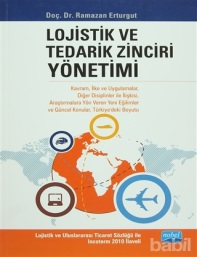 Doç. Dr. Ramazan Erturgut
LOJİSTİK VE
TEDARİK ZİNCİRİ
YÖNETİMİ
Kavram, İlke ve Uygulamalar,
Diğer Disiplinler ile İlişkisi,
Araştırmalara Yön Veren Yeni Eğilimler
ve Güncel Konular, Türkiye'deki Boyutu
Lojistik ve Uluslararası Ticaret Sözlüğü ile
Incoterm 2010 İlaveli
nobel
babil